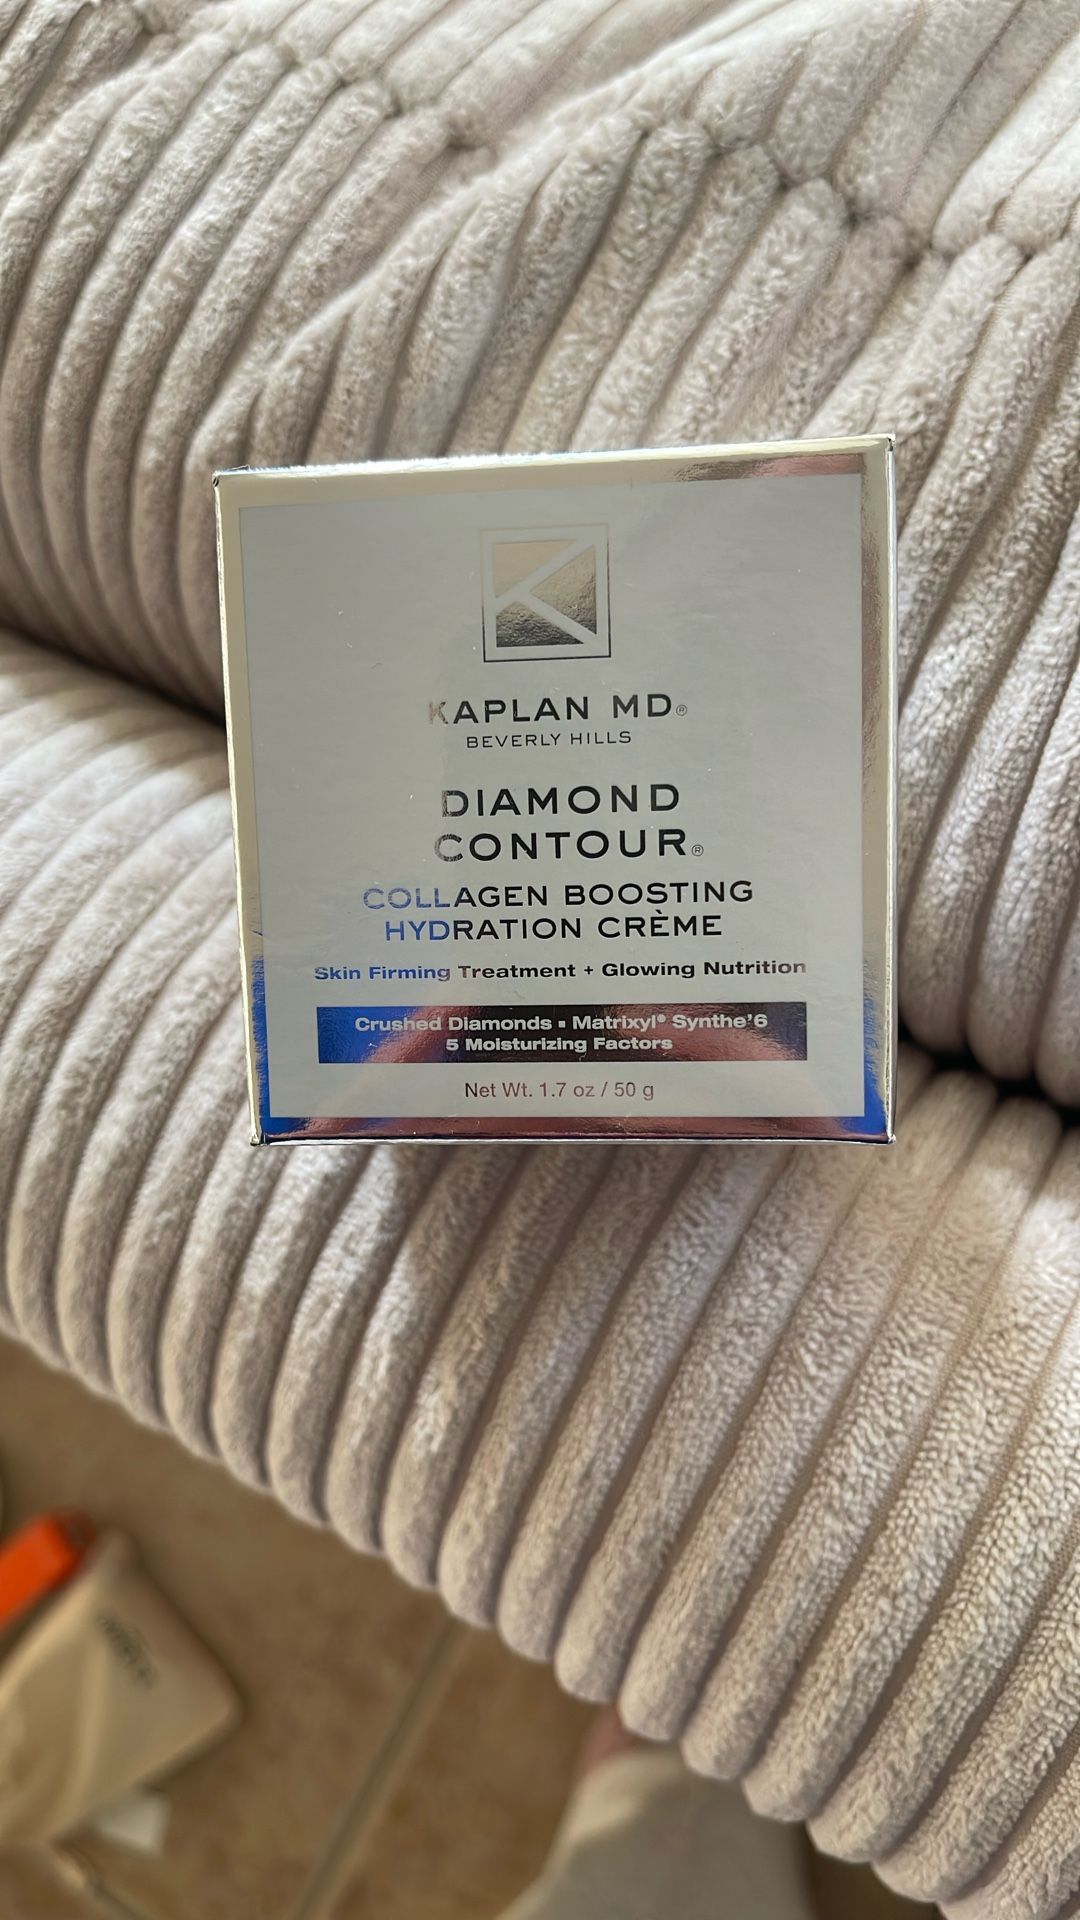 KAPLAN MD®
BEVERLY HILLS
DIAMOND
CONTOUR®
COLLAGEN BOOSTING
HYDRATION CRÈME
Skin Firming Treatment + Glowing Nutrition
Crushed Diamonds ▪ Matrixyl® Synthe'6
5 Moisturizing Factors
Net Wt. 1.7 oz / 50 g